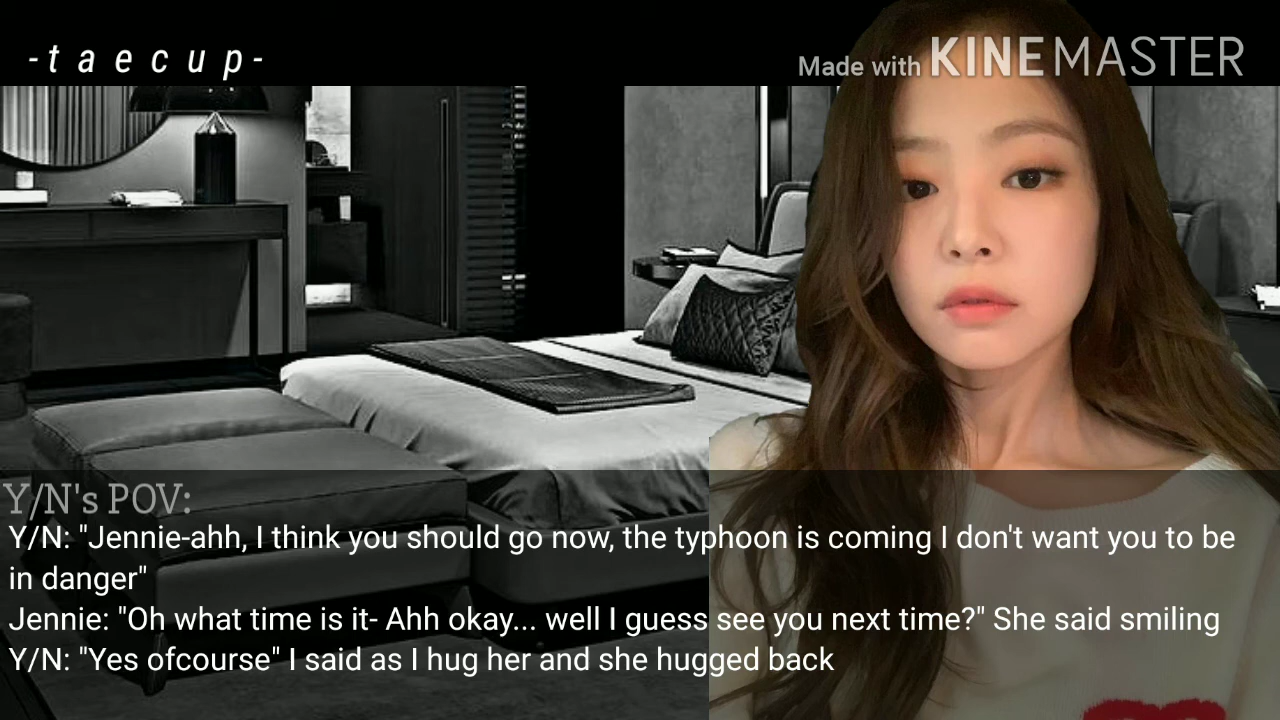 -taecup-
Made with KINEMASTER
Y/N's POV:
Y/N: "Jennie-ahh, I think you should go now, the typhoon is coming I don't want you to be
in danger"
Jennie: "Oh what time is it- Ahh okay... well I guess see you next time?" She said smiling
Y/N: "Yes ofcourse" I said as I hug her and she hugged back